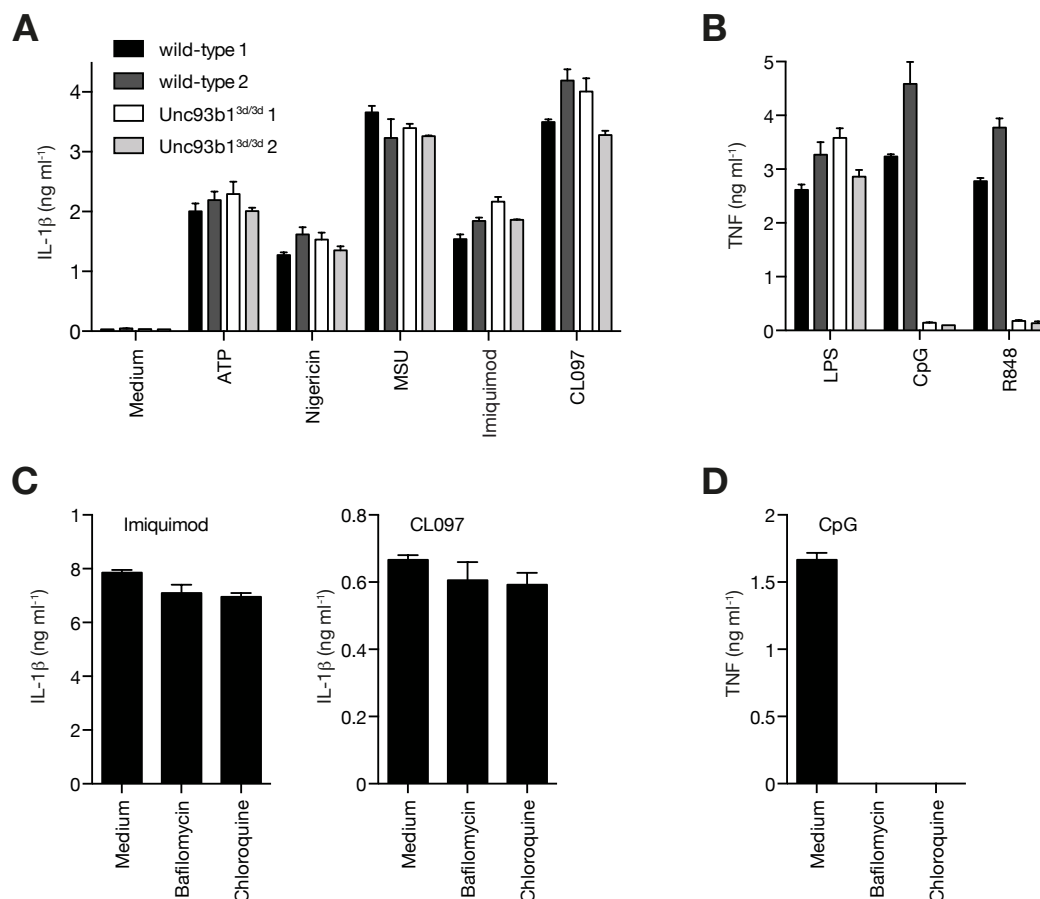 A
wild-type 1
wild-type 2
Unc93b13d/3d 1
Unc93b13d/3d 2
IL-1β (ng ml-1)
4
3
2
1
0
Medium
ATP
Nigericin
MSU
Imiquimod
CL097
B
TNF (ng ml-1)
5
4
3
2
1
0
LPS
CpG
R848
C
Imiquimod
IL-1β (ng ml-1)
1
8
6
4
2
0
Medium
Bafilomycin
Chloroquine
CL097
IL-1β (ng ml-1)
0.8
0.6
0.4
0.2
0
Medium
Bafilomycin
Chloroquine
D
CpG
TNF (ng ml-1)
2
1.5
1
0.5
0
Medium
Bafilomycin
Chloroquine